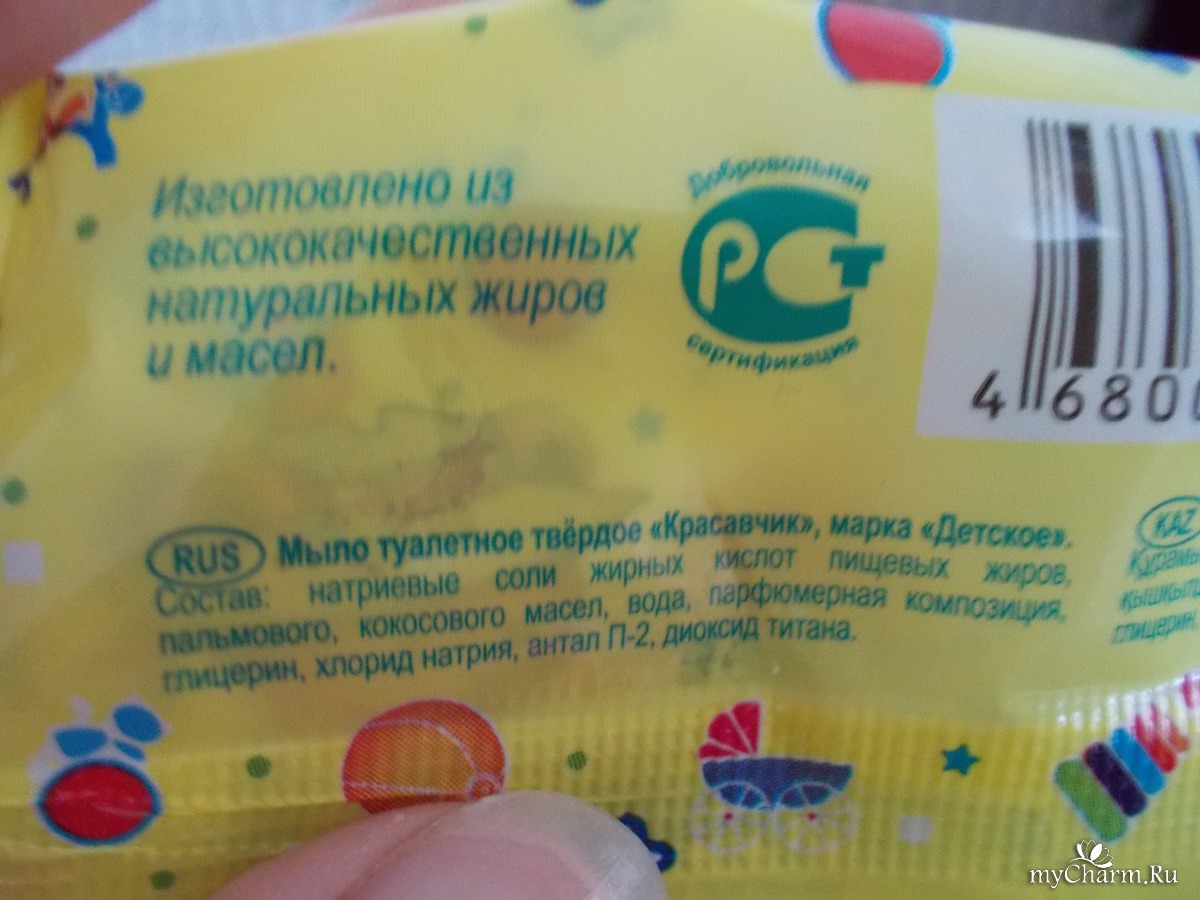 Изготовлено из
высококачественных
натуральных жиров
и масел.
Добровольная
РСТ
сертификация
4 680
RUS Мыло туалетное твёрдое «Красавчик», марка «Детское».
Состав: натриевые соли жирных кислот пищевых жиров,
пальмового, кокосового масел, вода, парфюмерная композиция,
глицерин, хлорид натрия, антал П-2, диоксид титана.
KAZ
глицерин
myCharm.Ru